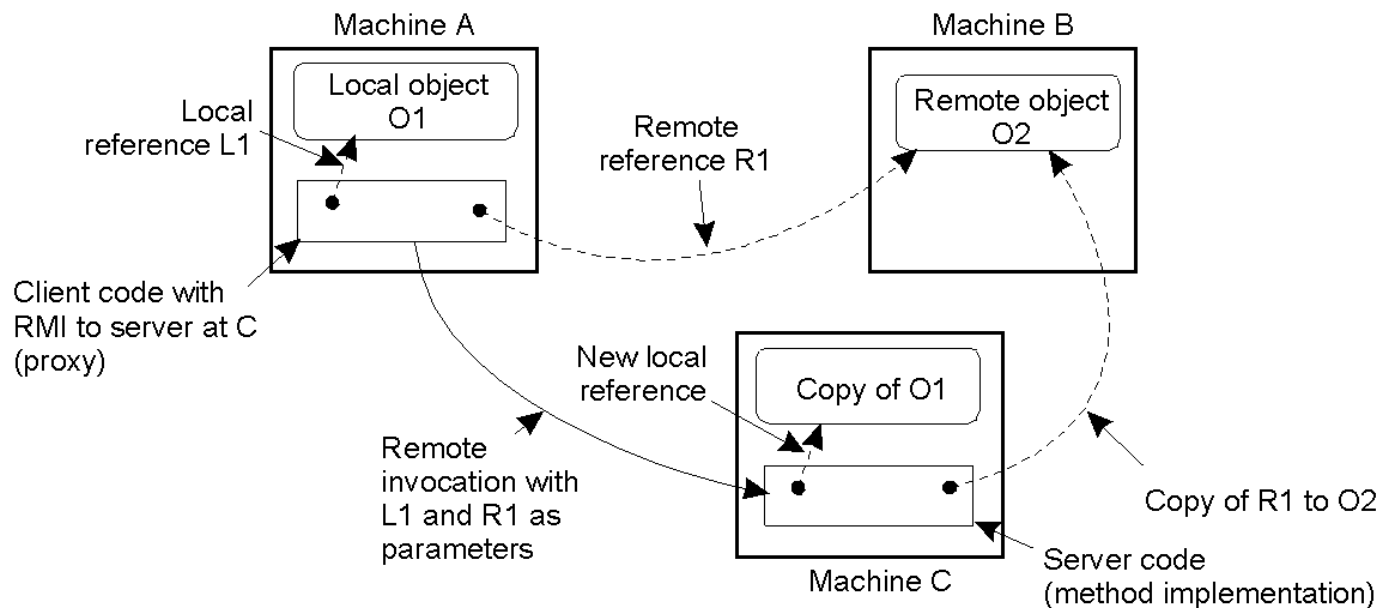 Machine A
Machine B
Local object
O1
Remote object
O2
Local
reference L1
Remote
reference R1
Client code with
RMI to server at C
(proxy)
New local
reference
Copy of O1
Remote
invocation with
L1 and R1 as
parameters
Copy of R1 to O2
Server code
(method implementation)
Machine C